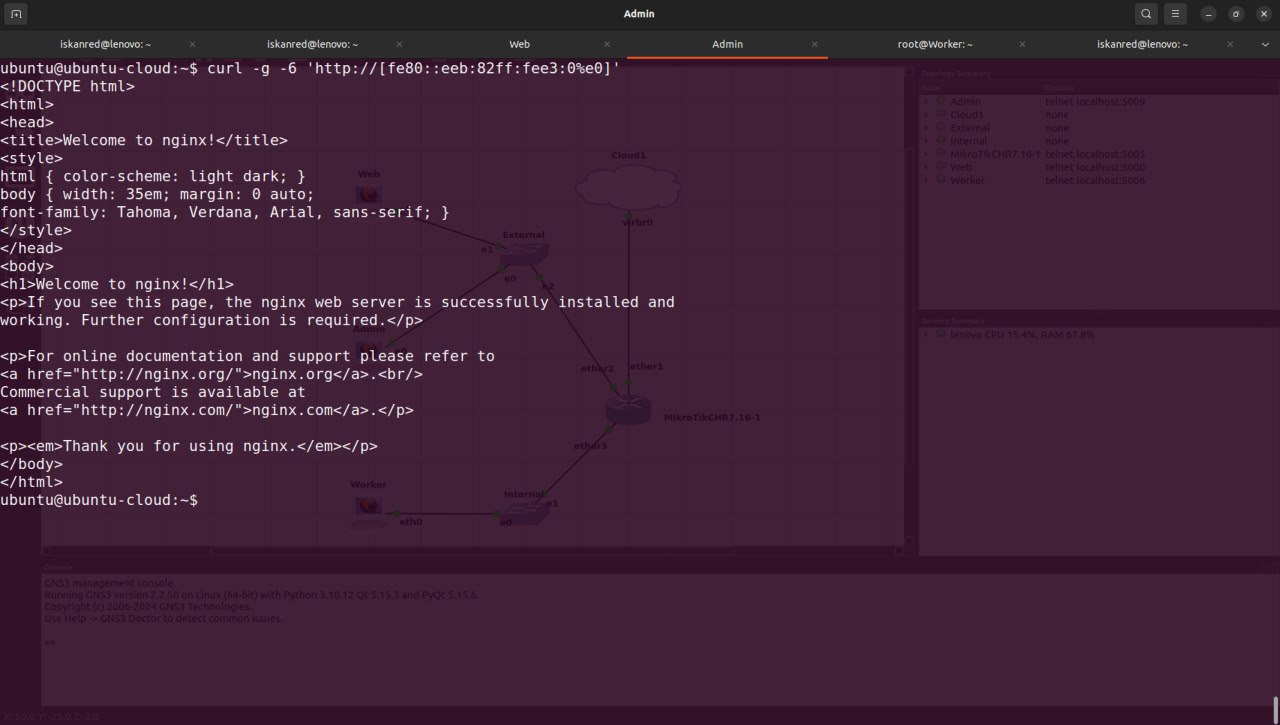 Admin
iskanred@lenovo: ~
iskanred@lenovo: ~
Web
Admin
root@Worker: ~
iskanred@lenovo: ~
ubuntu@ubuntu-cloud:~$ curl -g -6 'http://[fe80::eeb:82ff:fee3:0%e0]'
<!DOCTYPE html>
<html>
<head>
<title>Welcome to nginx!</title>
<style>
html { color-scheme: light dark; }
body { width: 35em; margin: 0 auto;
font-family: Tahoma, Verdana, Arial, sans-serif; }
</style>
</head>
<body>
<h1>Welcome to nginx!</h1>
<p>If you see this page, the nginx web server is successfully installed and
working. Further configuration is required.</p>
<p>For online documentation and support please refer to
<a href="http://nginx.org/">nginx.org</a>.<br/>
Commercial support is available at
<a href="http://nginx.com/">nginx.com</a>.</p>
<p><em>Thank you for using nginx.</em></p>
</body>
</html>
ubuntu@ubuntu-cloud:~$
Web
Cloud1
virbr0
External
e1
e0
e2
Admin
ether2
ether1
MikroTikCHR7.16-1
ether3
Worker
eth0
Internal
e1
e0
Topology Summary
Node Console
Admin telnet localhost:5009
Cloud1 none
External none
Internal none
MikroTikCHR7.16-1 telnet localhost:5005
Web telnet localhost:5000
Worker telnet localhost:5006
Servers Summary
lenovo CPU 15.4%, RAM 67.8%
Console
GNS3 management console.
Running GNS3 version 2.2.50 on Linux (64-bit) with Python 3.10.12 Qt 5.15.3 and PyQt 5.15.6.
Copyright (c) 2006-2024 GNS3 Technologies.
Use Help -> GNS3 Doctor to detect common issues.
=>
X: 50.0 Y: -25.0 Z: 2.0